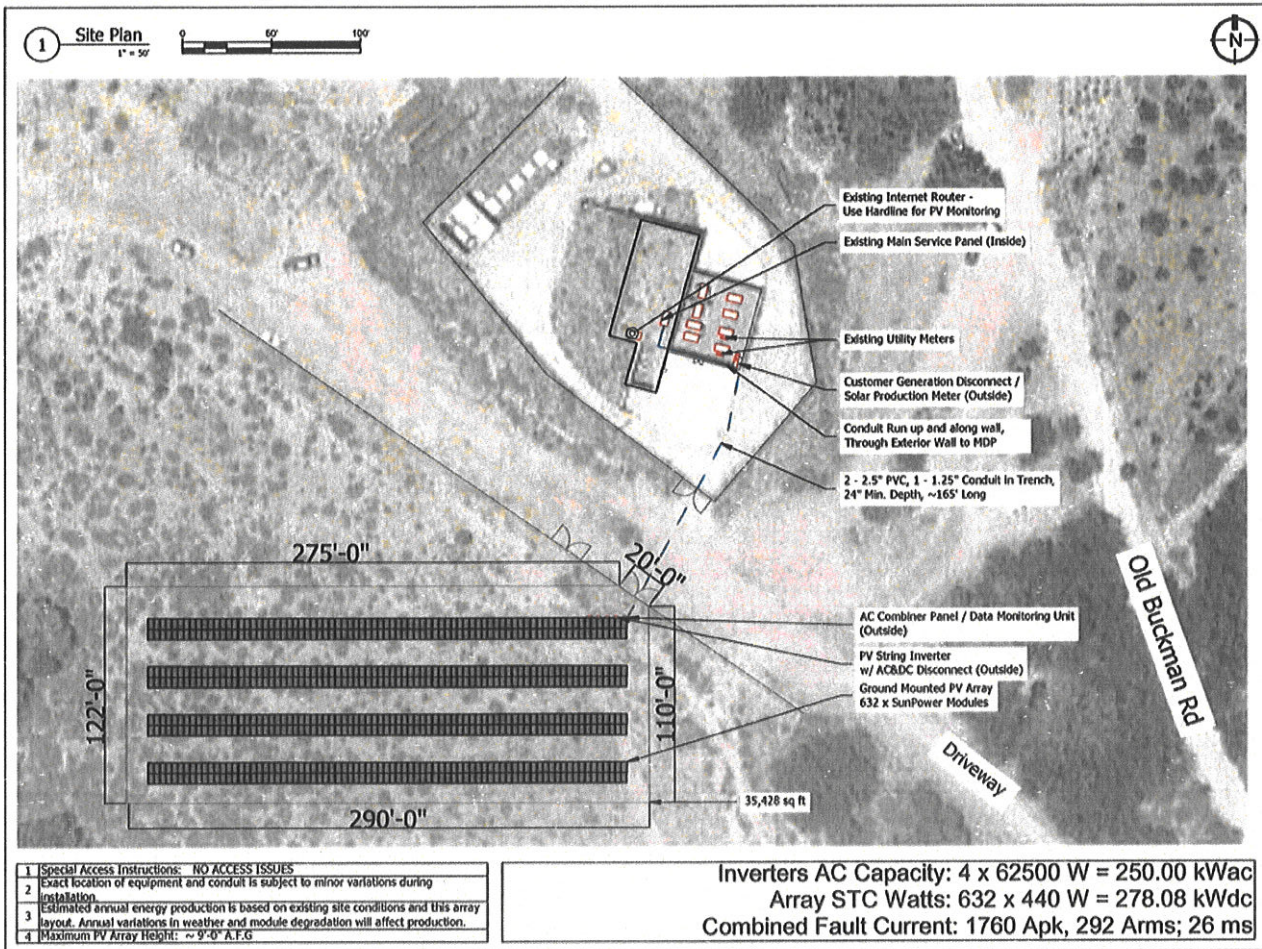 1 Site Plan
1" = 50'
0 60' 100'
N
Existing Internet Router -
Use Hardline for PV Monitoring
Existing Main Service Panel (Inside)
Existing Utility Meters
Customer Generation Disconnect /
Solar Production Meter (Outside)
Conduit Run up and along wall,
Through Exterior Wall to MDP
2 - 2.5" PVC, 1 - 1.25" Conduit in Trench,
24" Min. Depth, ~165' Long
275'-0"
20'-0"
Old Buckman Rd
AC Combiner Panel / Data Monitoring Unit
(Outside)
PV String Inverter
w/ AC&DC Disconnect (Outside)
Ground Mounted PV Array
632 x SunPower Modules
122'-0"
110'-0"
Driveway
35,428 sq ft
290'-0"
1 Special Access Instructions: NO ACCESS ISSUES
2 Exact location of equipment and conduit is subject to minor variations during
installation.
3 Estimated annual energy production is based on existing site conditions and this array
layout. Annual variations in weather and module degradation will affect production.
4 Maximum PV Array Height: ~ 9'-0" A.F.G
Inverters AC Capacity: 4 x 62500 W = 250.00 kWac
Array STC Watts: 632 x 440 W = 278.08 kWdc
Combined Fault Current: 1760 Apk, 292 Arms; 26 ms